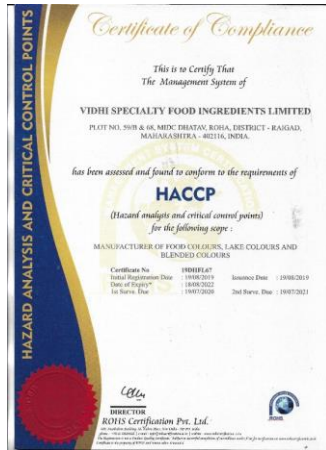 HAZARD ANALYSIS AND CRITICAL CONTROL POINTS
Certificate of Compliance
This is to Certify That
The Management System of
VIDHI SPECIALTY FOOD INGREDIENTS LIMITED
PLOT NO. 59/B & 68, MIDC DHATAV, ROHA, DISTRICT - RAIGAD,
MAHARASHTRA - 402116, INDIA.
has been assessed and found to conform to the requirements of
HACCP
(Hazard analysis and critical control points)
for the following scope :
MANUFACTURER OF FOOD COLOURS, LAKE COLOURS AND
BLENDED COLOURS
Certificate No : 19DHFL67
Initial Registration Date : 19/08/2019 Issuance Date : 19/08/2019
Date of Expiry* : 18/08/2022
1st Surve. Due : 19/07/2020 2nd Surve. Due : 19/07/2021
DIRECTOR
ROHS Certification Pvt. Ltd.